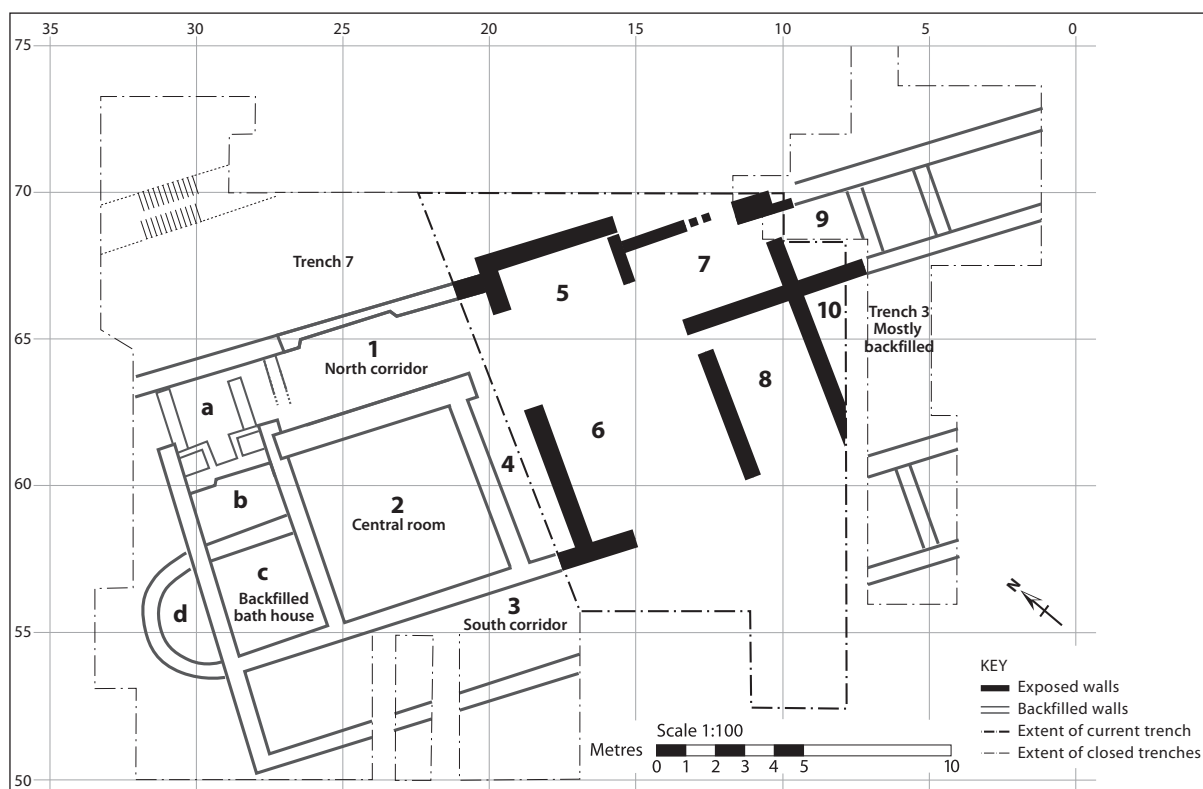 35 30 25 20 15 10 5 0
75
70
65
60
55
50
Trench 7
1
North corridor
2
Central room
3
South corridor
4
5
6
7
8
9
10
Trench 3
Mostly
backfilled
a
b
c
Backfilled
bath house
d
N
KEY
Exposed walls
Backfilled walls
Extent of current trench
Extent of closed trenches
Scale 1:100
Metres
0 1 2 3 4 5 10